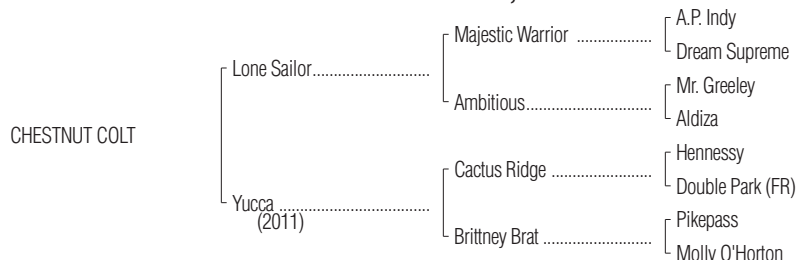 A.P. Indy
Majestic Warrior ..................
Dream Supreme
Lone Sailor...........................
Mr. Greeley
Ambitious..............................
Aldiza
CHESTNUT COLT
Hennessy
Cactus Ridge ........................
Double Park (FR)
Yucca ...................................
(2011)
Pikepass
Brittney Brat ..........................
Molly O'Horton